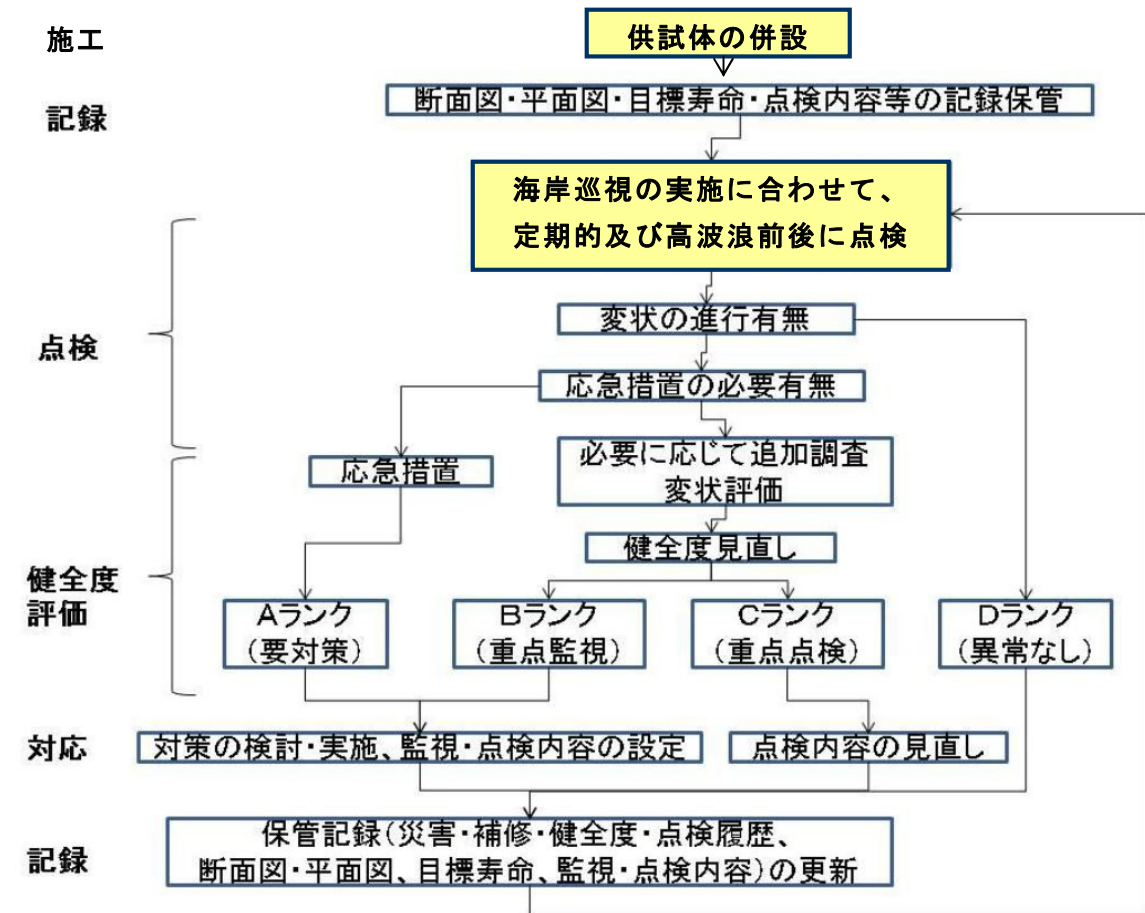 施工
供試体の併設
記録
断面図・平面図・目標寿命・点検内容等の記録保管
海岸巡視の実施に合わせて、
定期的及び高波浪前後に点検
変状の進行有無
点検
応急措置の必要有無
応急措置
必要に応じて追加調査
変状評価
健全度見直し
健全度
評価
Aランク
(要対策)
Bランク
(重点監視)
Cランク
(重点点検)
Dランク
(異常なし)
対応
対策の検討・実施、監視・点検内容の設定
点検内容の見直し
記録
保管記録(災害・補修・健全度・点検履歴、
断面図・平面図、目標寿命、監視・点検内容)の更新